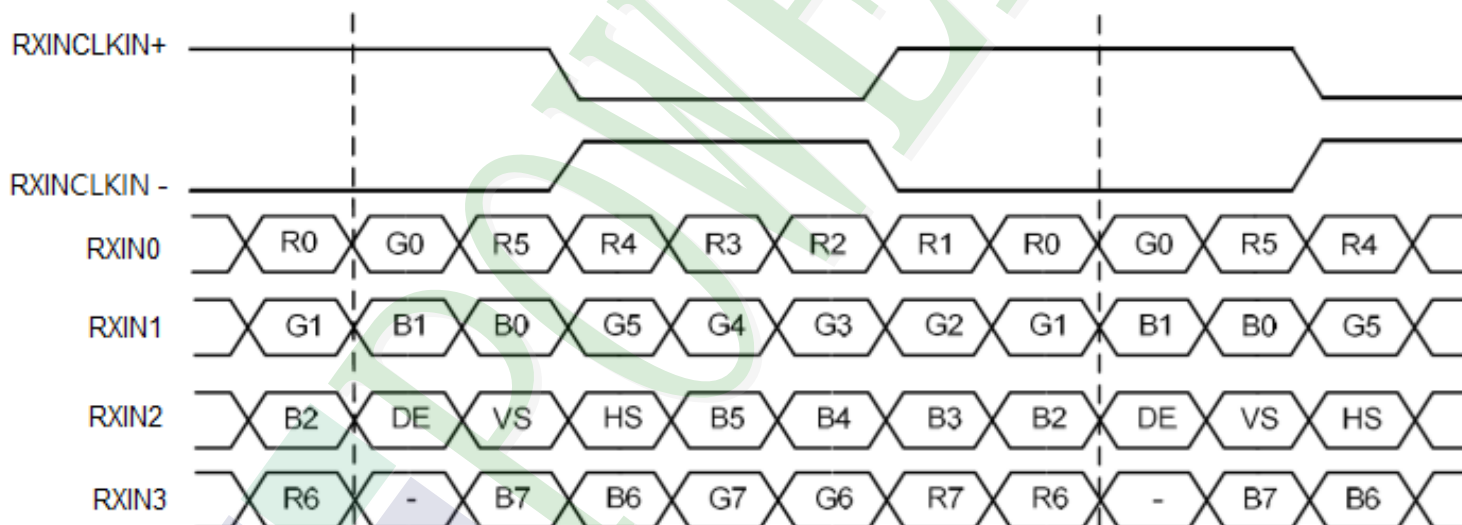 RXINCLKIN+
RXINCLKIN -
RXIN0 R0 G0 R5 R4 R3 R2 R1 R0 G0 R5 R4
RXIN1 G1 B1 B0 G5 G4 G3 G2 G1 B1 B0 G5
RXIN2 B2 DE VS HS B5 B4 B3 B2 DE VS HS
RXIN3 R6 - B7 B6 G7 G6 R7 R6 - B7 B6